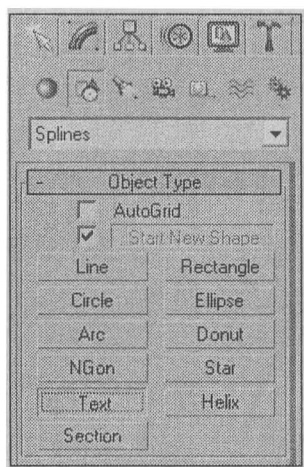 Splines
- Object Type
AutoGrid
Start New Shape
Line Rectangle
Circle Ellipse
Arc Donut
NGon Star
Text Helix
Section